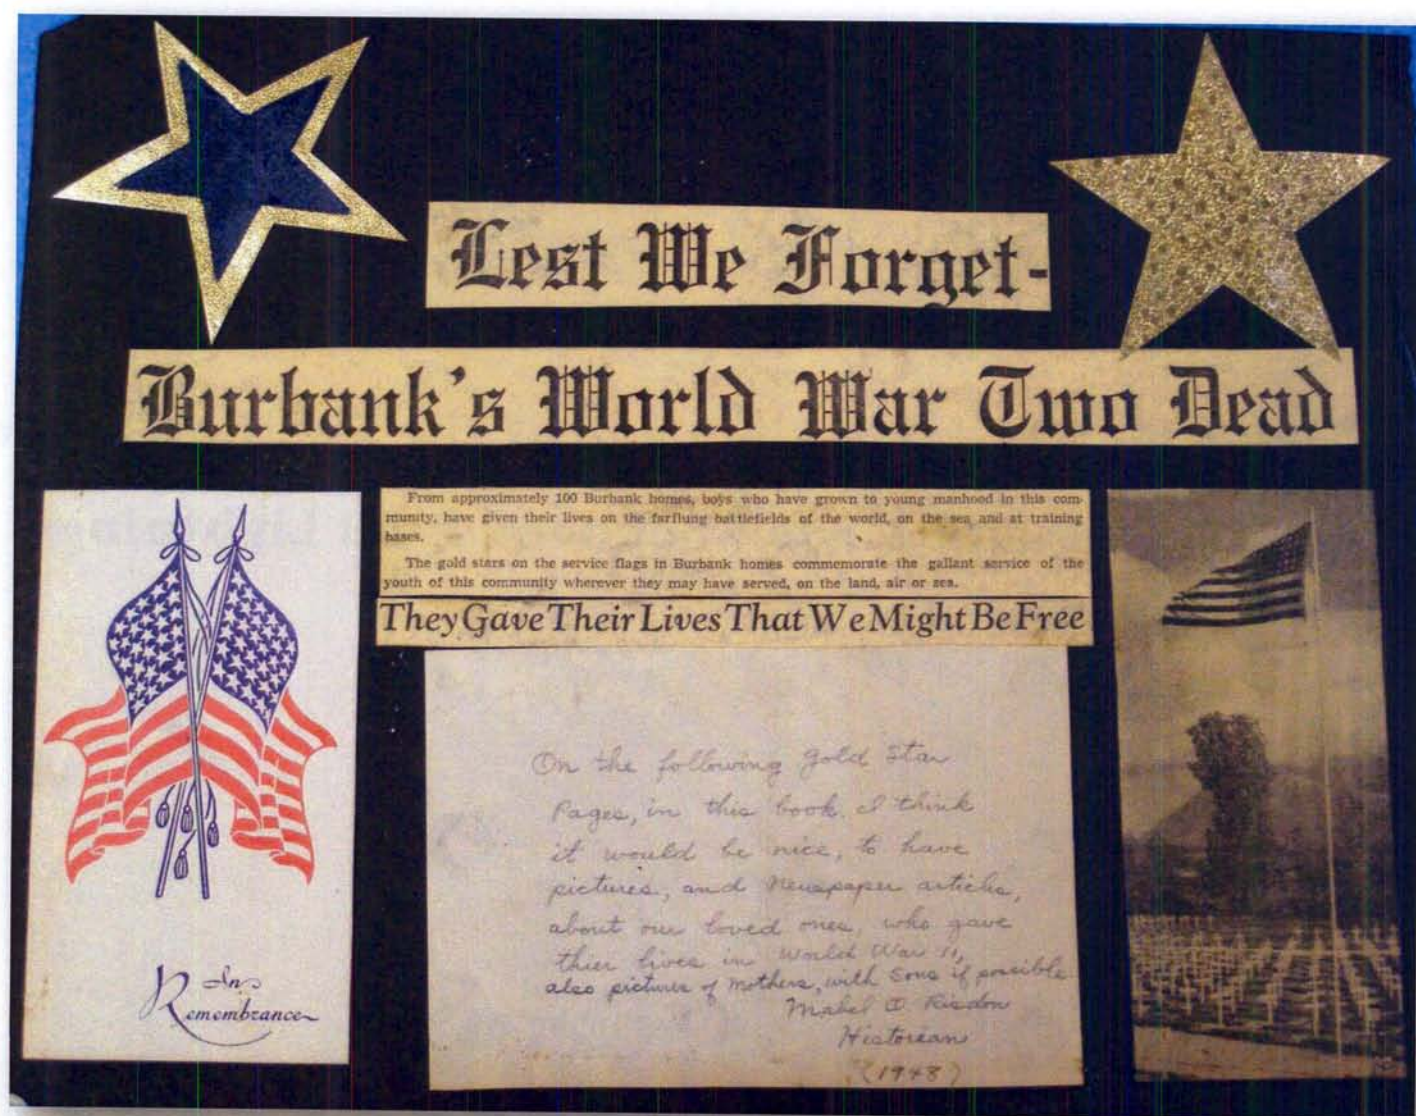 Lest We Forget-
Burbank's World War Two Dead
From approximately 100 Burbank homes, boys who have grown to young manhood in this com-
munity, have given their lives on the farflung battlefields of the world, on the sea and at training
bases.
The gold stars on the service flags in Burbank homes commemorate the gallant service of the
youth of this community wherever they may have served, on the land, air or sea.
They Gave Their Lives That We Might Be Free
On the following Gold Star
Pages, in this book. I think
it would be nice, to have
pictures, and Newspaper articles,
about our loved ones, who gave
thier lives in World War 11,
also pictures of mothers, with sons if possible
Mabel O. Risdon
Historian
(1948)
In
Remembrance